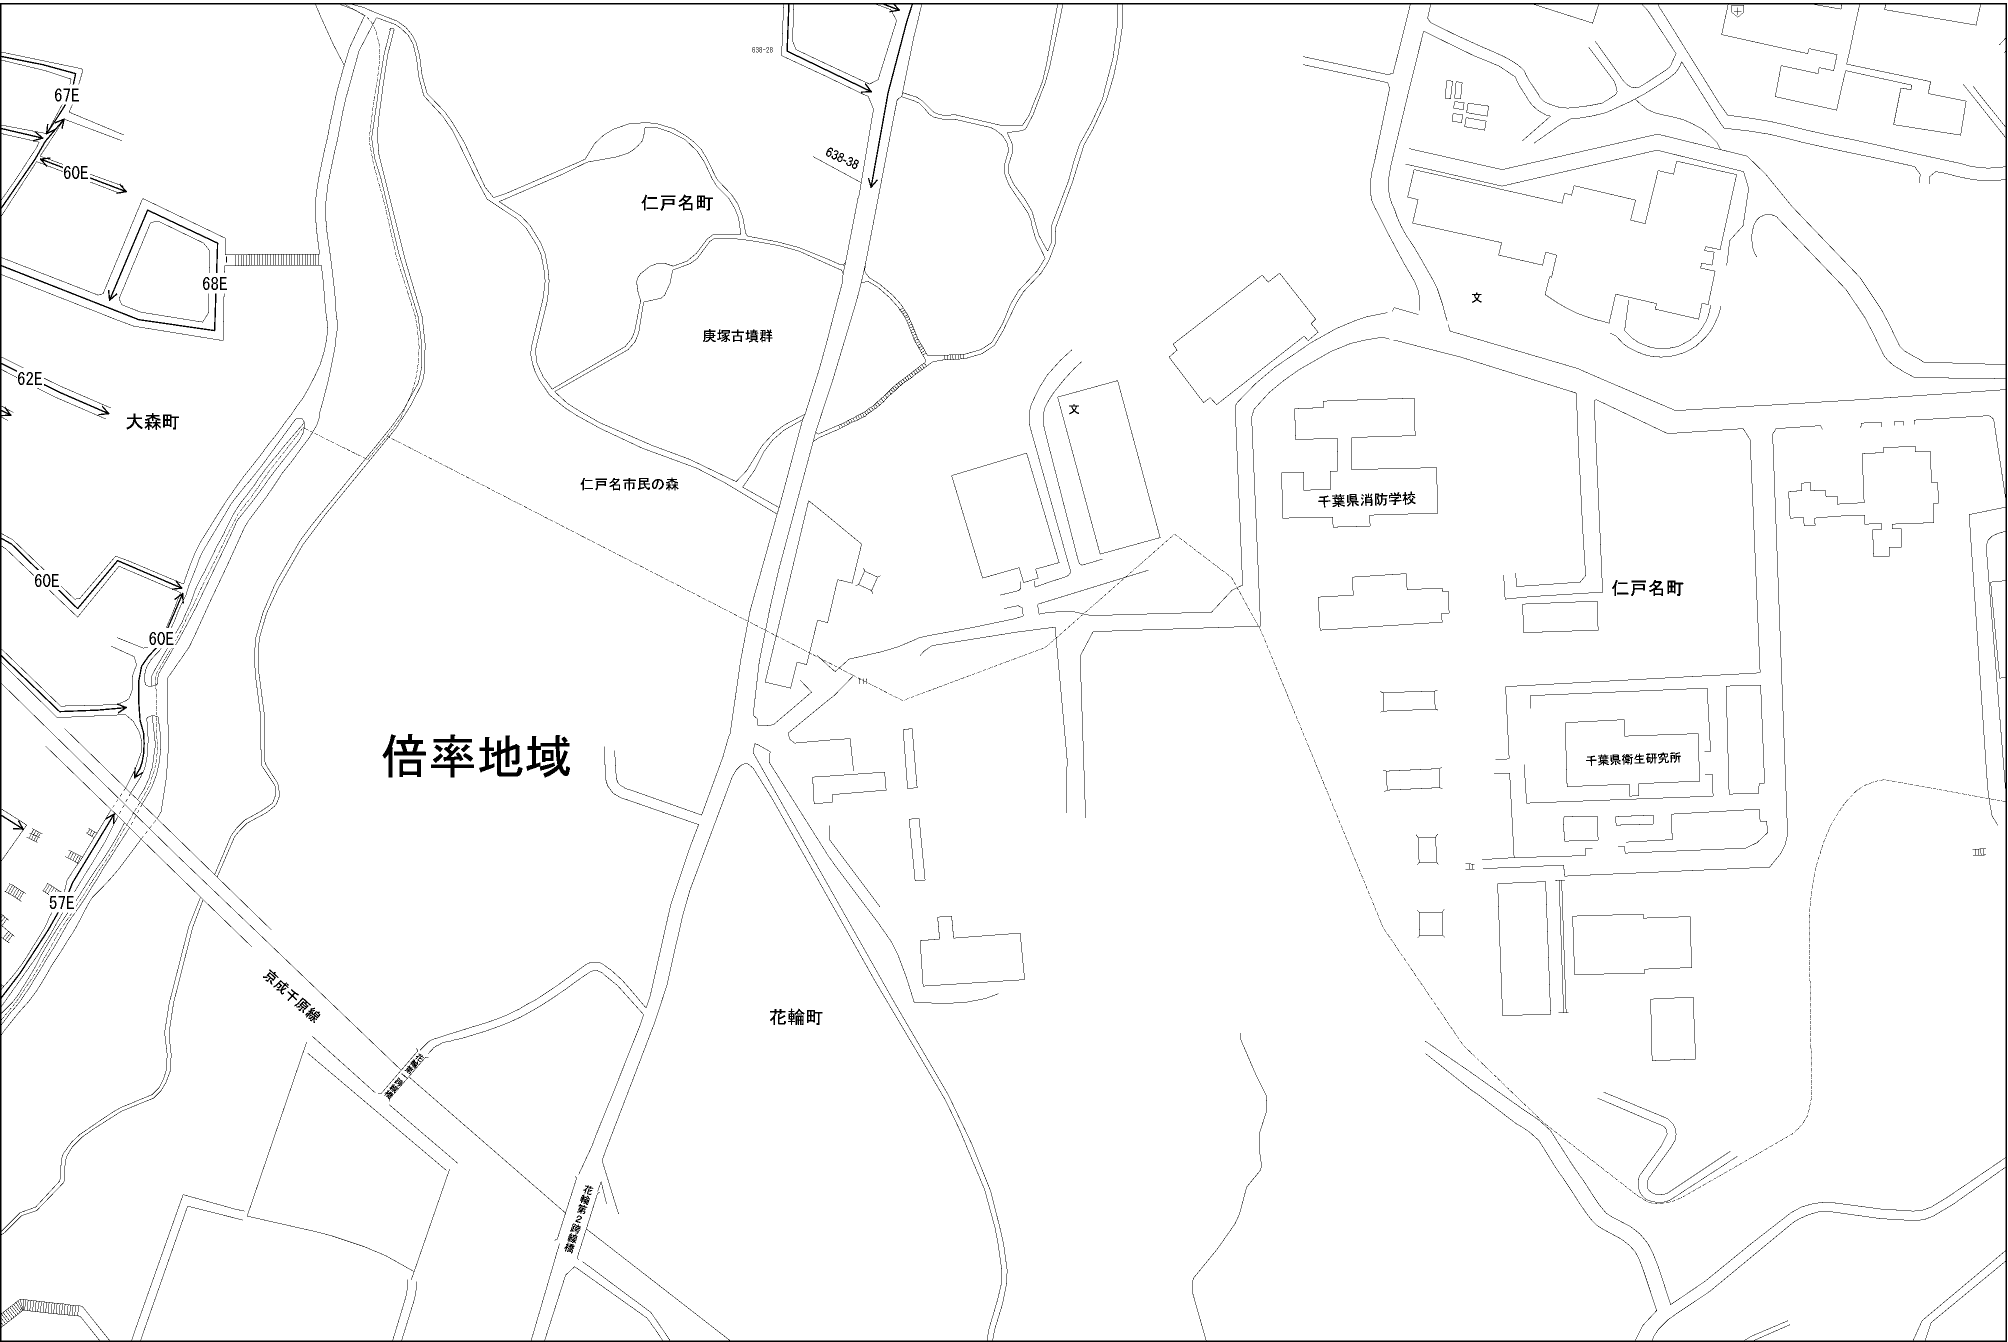 638-28
67E
638-38
60E
仁戸名町
68E
文
庚塚古墳群
62E
文
大森町
仁戸名市民の森
千葉県消防学校
60E
仁戸名町
60E
倍率地域
千葉県衛生研究所
57E
京成千原線
花輪町
花輪第2跨線橋